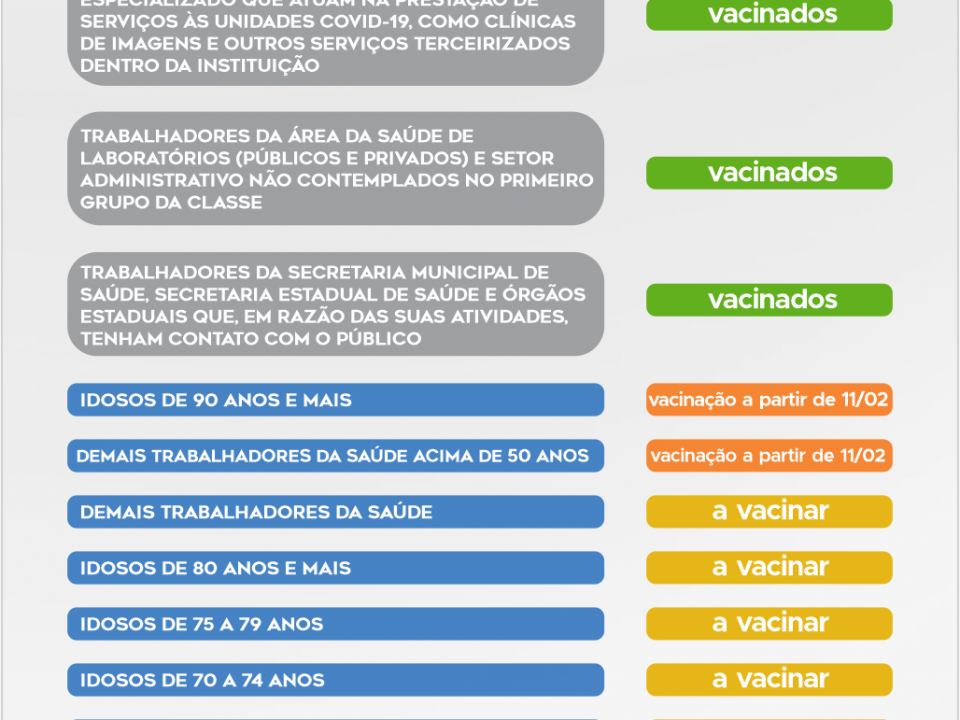 ESPECIALIZADO QUE ATUAM NA PRESTAÇÃO DE
SERVIÇOS ÀS UNIDADES COVID-19, COMO CLÍNICAS
DE IMAGENS E OUTROS SERVIÇOS TERCEIRIZADOS
DENTRO DA INSTITUIÇÃO
vacinados
TRABALHADORES DA ÁREA DA SAÚDE DE
LABORATÓRIOS (PÚBLICOS E PRIVADOS) E SETOR
ADMINISTRATIVO NÃO CONTEMPLADOS NO PRIMEIRO
GRUPO DA CLASSE
vacinados
TRABALHADORES DA SECRETARIA MUNICIPAL DE
SAÚDE, SECRETARIA ESTADUAL DE SAÚDE E ÓRGÃOS
ESTADUAIS QUE, EM RAZÃO DAS SUAS ATIVIDADES,
TENHAM CONTATO COM O PÚBLICO
vacinados
IDOSOS DE 90 ANOS E MAIS
vacinação a partir de 11/02
DEMAIS TRABALHADORES DA SAÚDE ACIMA DE 50 ANOS
vacinação a partir de 11/02
DEMAIS TRABALHADORES DA SAÚDE
a vacinar
IDOSOS DE 80 ANOS E MAIS
a vacinar
IDOSOS DE 75 A 79 ANOS
a vacinar
IDOSOS DE 70 A 74 ANOS
a vacinar